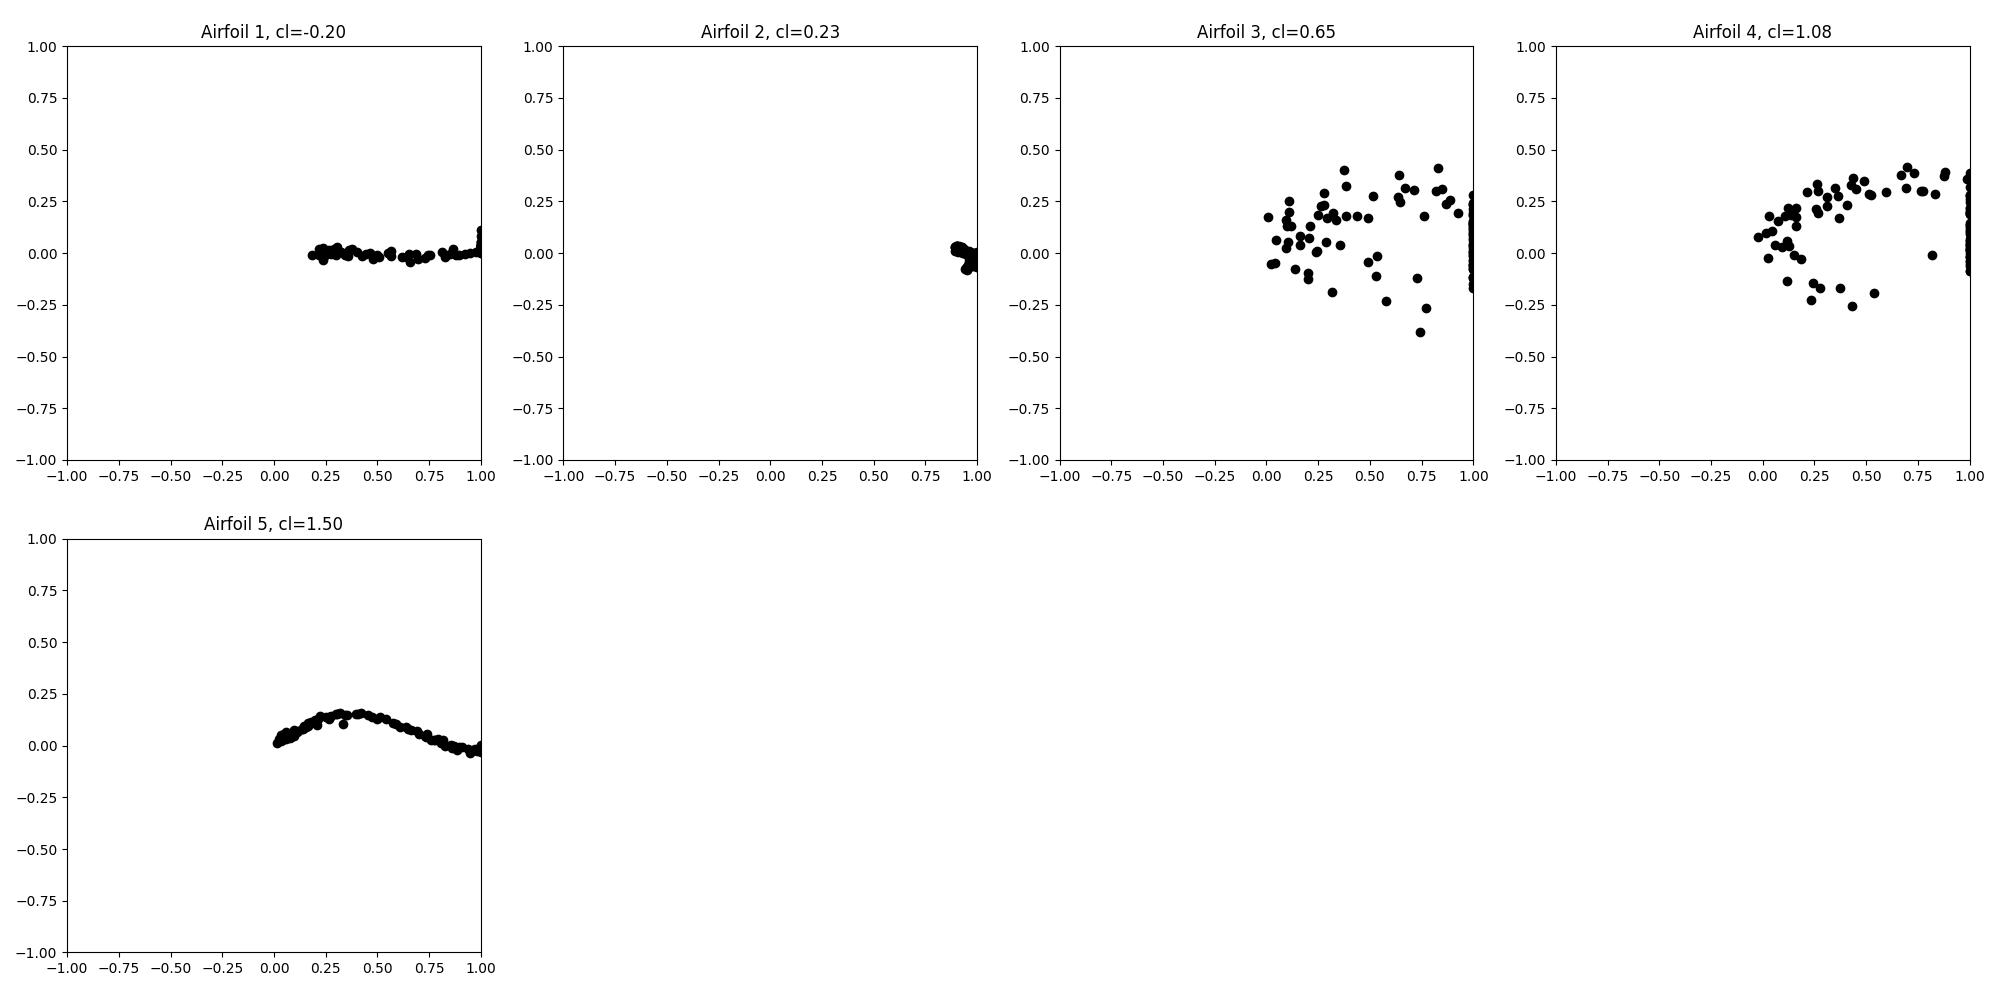 Airfoil 1, cl=-0.20
Airfoil 2, cl=0.23
Airfoil 3, cl=0.65
Airfoil 4, cl=1.08
1.00 1.00 1.00 1.00
0.75 0.75 0.75 0.75
0.50 0.50 0.50 0.50
0.25 0.25 0.25 0.25
0.00 0.00 0.00 0.00
−0.25 −0.25 −0.25 −0.25
−0.50 −0.50 −0.50 −0.50
−0.75 −0.75 −0.75 −0.75
−1.00 −1.00 −1.00 −1.00
−1.00 −0.75 −0.50 −0.25 0.00 0.25 0.50 0.75 1.00
−1.00 −0.75 −0.50 −0.25 0.00 0.25 0.50 0.75 1.00
−1.00 −0.75 −0.50 −0.25 0.00 0.25 0.50 0.75 1.00
−1.00 −0.75 −0.50 −0.25 0.00 0.25 0.50 0.75 1.00
Airfoil 5, cl=1.50
1.00
0.75
0.50
0.25
0.00
−0.25
−0.50
−0.75
−1.00
−1.00 −0.75 −0.50 −0.25 0.00 0.25 0.50 0.75 1.00